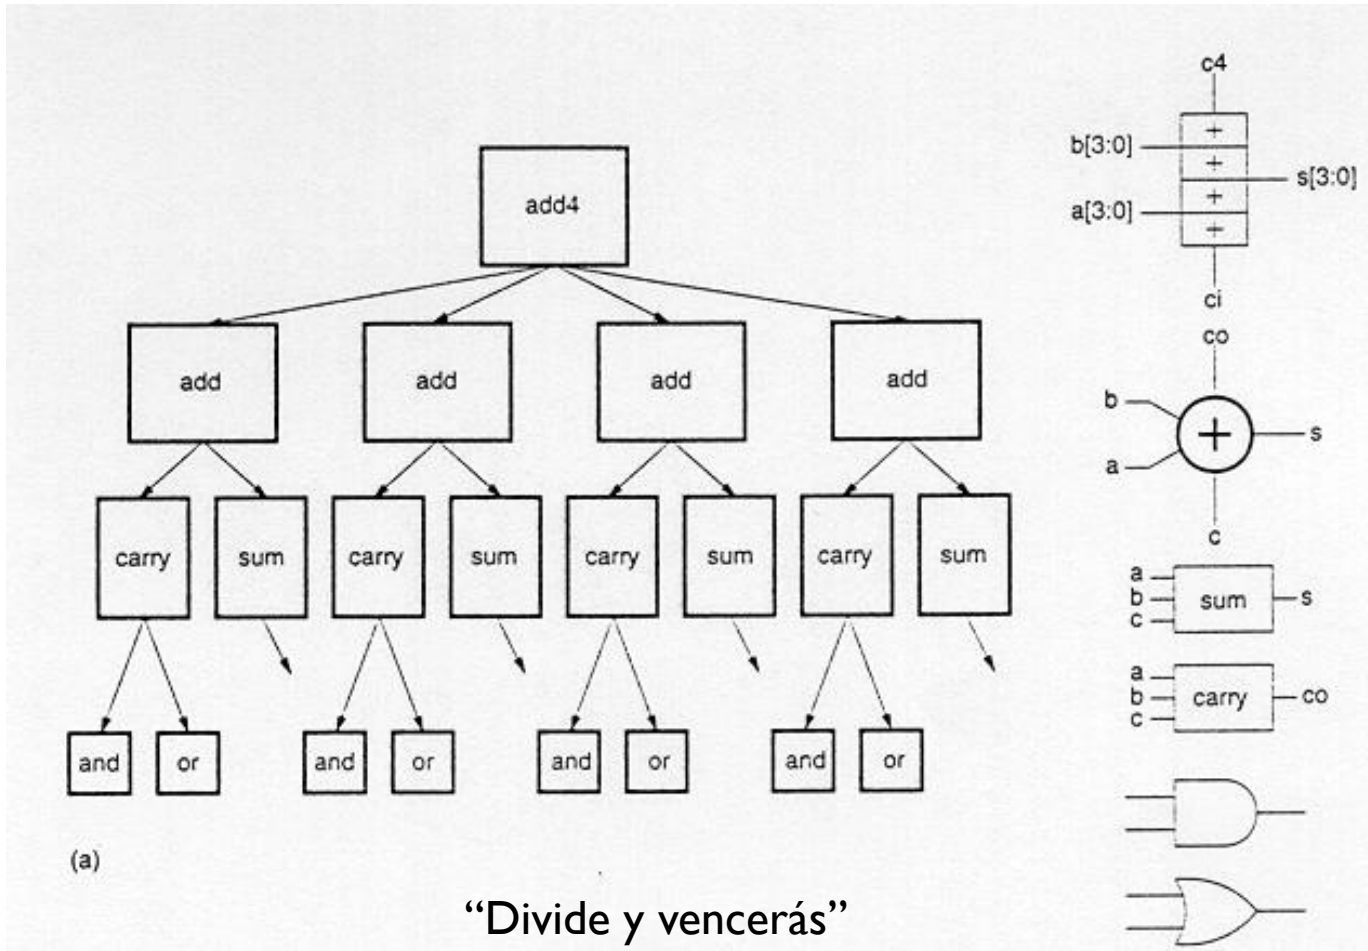 add4
add add add add
carry sum carry sum carry sum carry sum
and or and or and or and or
(a)
“Divide y vencerás”
c4
+
b[3:0]
+
s[3:0]
+
a[3:0]
+
ci
co
b
+ s
a
c
a
b sum s
c
a
b carry co
c